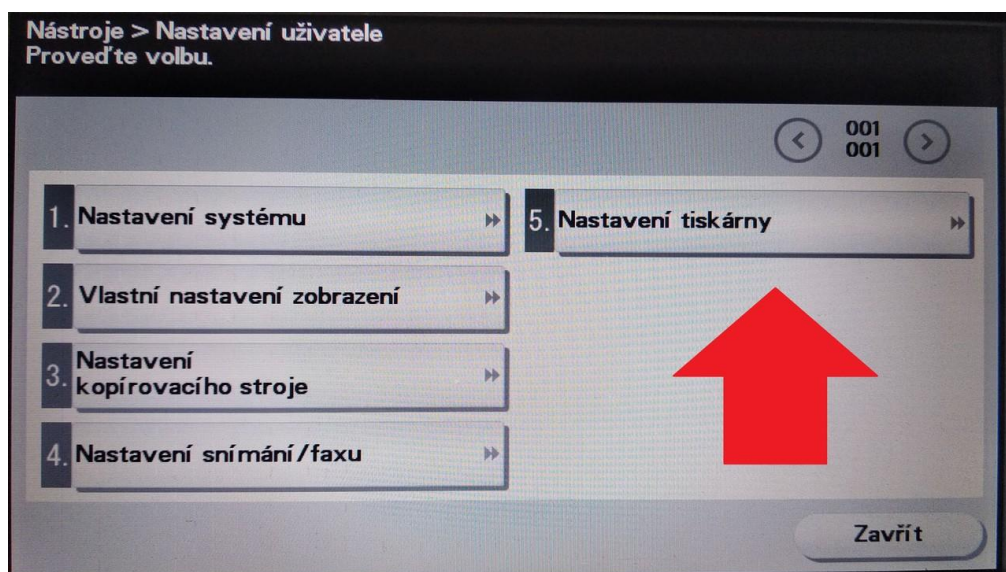 Nástroje > Nastavení uživatele
Proveďte volbu.
001
001
1. Nastavení systému
2. Vlastní nastavení zobrazení
3. Nastavení
kopírovacího stroje
4. Nastavení snímání/faxu
5. Nastavení tiskárny
Zavřít